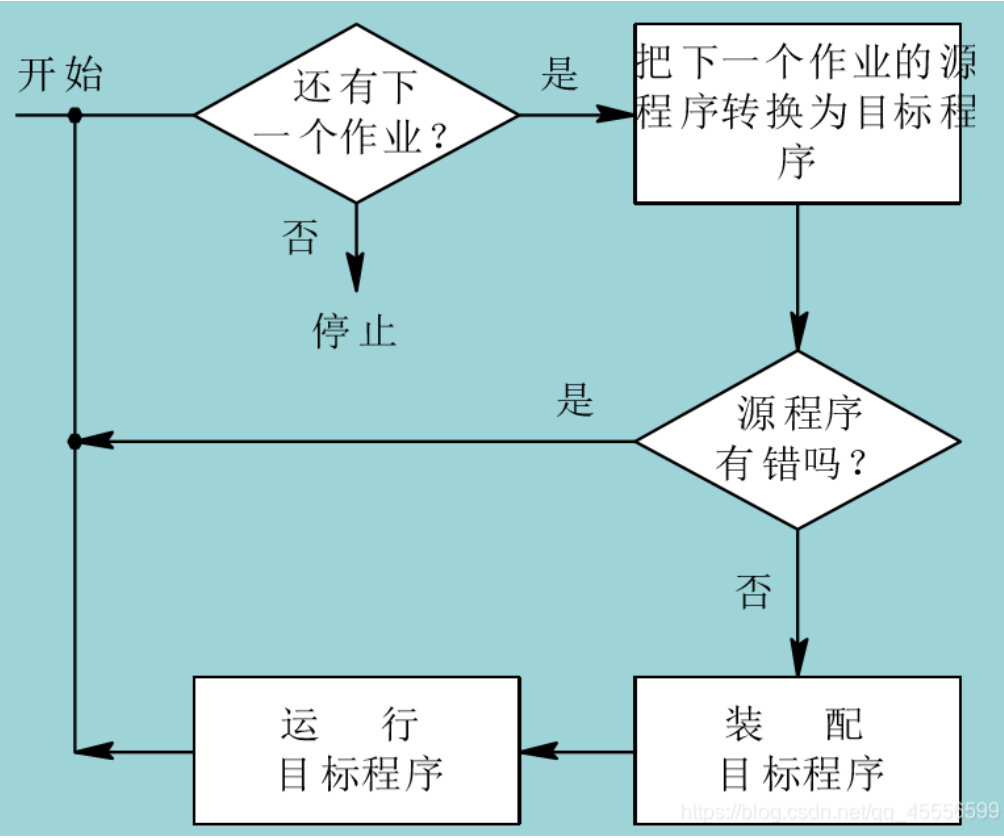 开始
还有下
一个作业？
是
把下一个作业的源
程序转换为目标程
序
否
停止
是
源程序
有错吗？
否
运行
目标程序
装配
目标程序
https://blog.csdn.net/qq_45556599